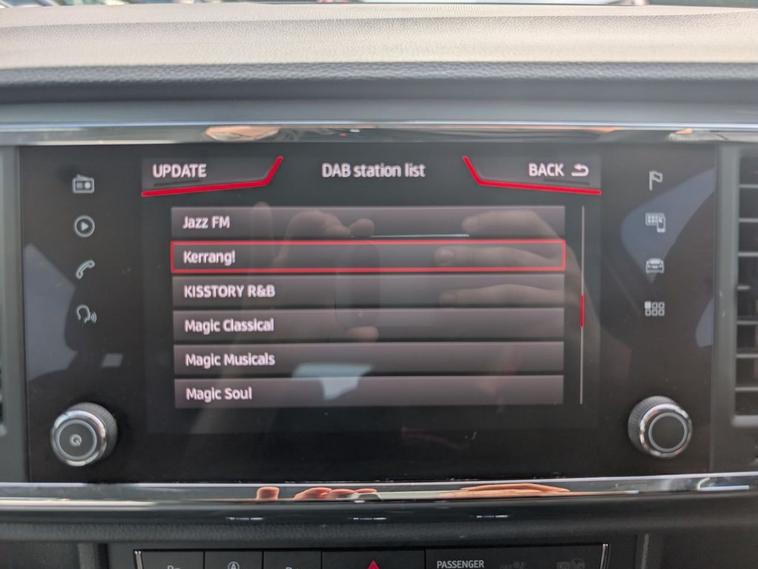 UPDATE DAB station list BACK
Jazz FM
Kerrang!
KISSTORY R&B
Magic Classical
Magic Musicals
Magic Soul
PASSENGER